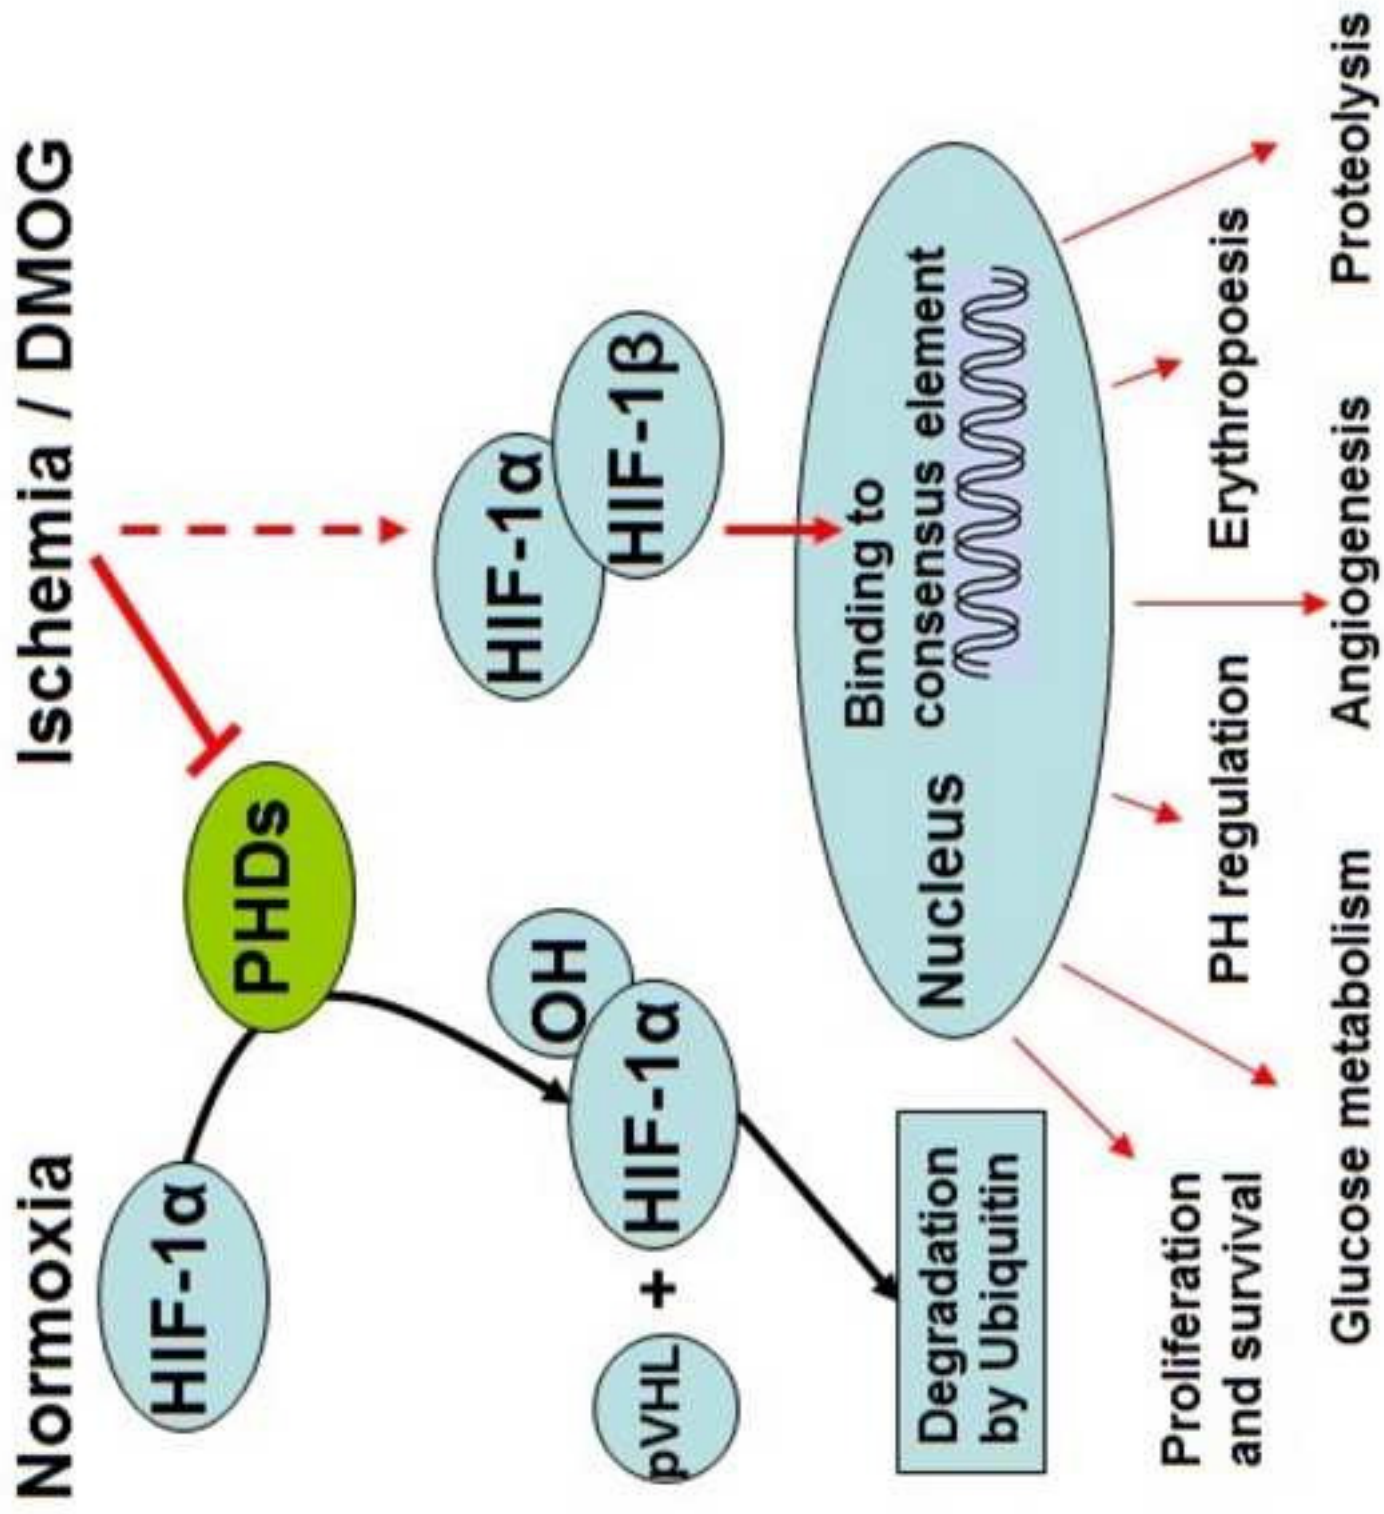 Normoxia
Ischemia / DMOG
HIF-1α
PHDs
OH
HIF-1α
pVHL
+
HIF-1α
HIF-1β
Degradation
by Ubiquitin
Nucleus
Binding to
consensus element
Proliferation
and survival
PH regulation
Erythropoesis
Glucose metabolism
Angiogenesis
Proteolysis